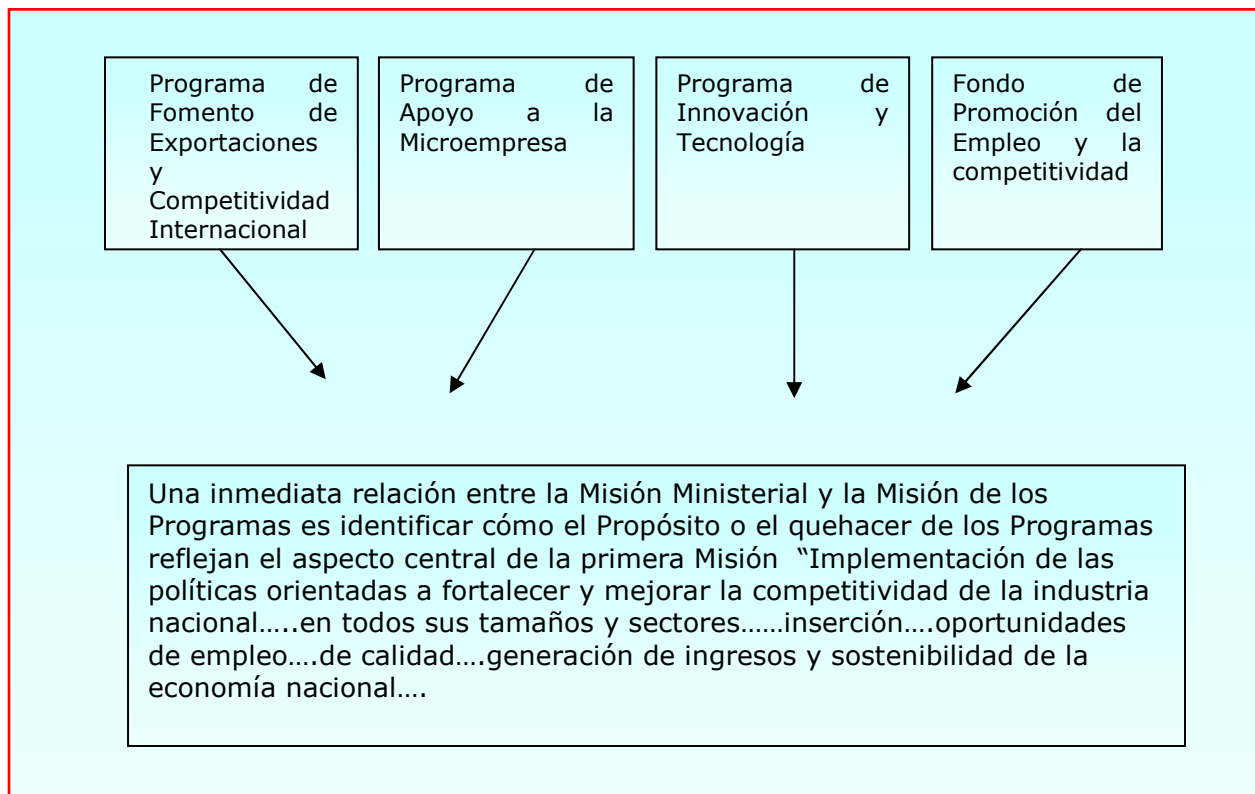 Programa de
Fomento de
Exportaciones
y
Competitividad
Internacional
Programa de
Apoyo a la
Microempresa
Programa de
Innovación y
Tecnología
Fondo de
Promoción del
Empleo y la
competitividad
Una inmediata relación entre la Misión Ministerial y la Misión de los
Programas es identificar cómo el Propósito o el quehacer de los Programas
reflejan el aspecto central de la primera Misión “Implementación de las
políticas orientadas a fortalecer y mejorar la competitividad de la industria
nacional…..en todos sus tamaños y sectores……inserción….oportunidades
de empleo….de calidad….generación de ingresos y sostenibilidad de la
economía nacional….